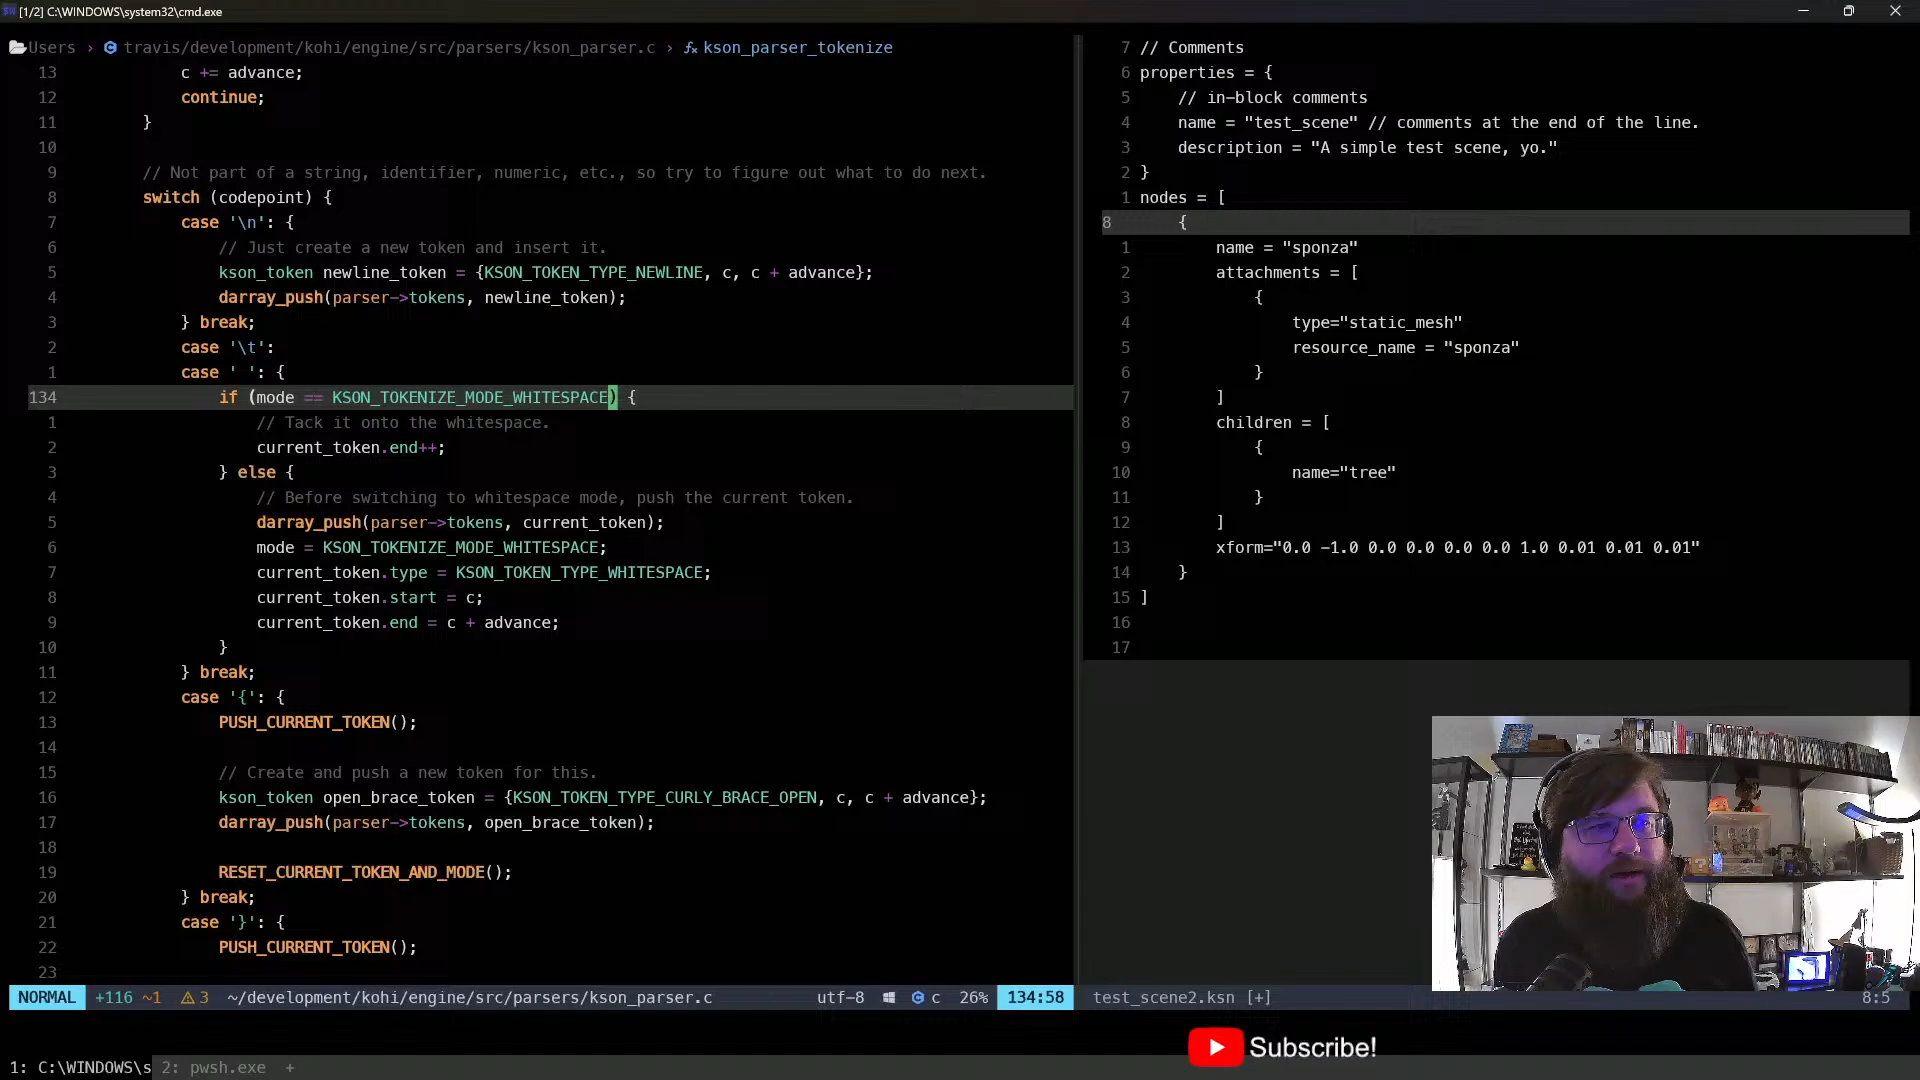 [1/2] C:\WINDOWS\system32\cmd.exe
Users › travis/development/kohi/engine/src/parsers/kson_parser.c › fx kson_parser_tokenize
13 c += advance;
12 continue;
11 }
10
9 // Not part of a string, identifier, numeric, etc., so try to figure out what to do next.
8 switch (codepoint) {
7 case '\n': {
6 // Just create a new token and insert it.
5 kson_token newline_token = {KSON_TOKEN_TYPE_NEWLINE, c, c + advance};
4 darray_push(parser->tokens, newline_token);
3 } break;
2 case '\t':
1 case ' ': {
134 if (mode == KSON_TOKENIZE_MODE_WHITESPACE) {
1 // Tack it onto the whitespace.
2 current_token.end++;
3 } else {
4 // Before switching to whitespace mode, push the current token.
5 darray_push(parser->tokens, current_token);
6 mode = KSON_TOKENIZE_MODE_WHITESPACE;
7 current_token.type = KSON_TOKEN_TYPE_WHITESPACE;
8 current_token.start = c;
9 current_token.end = c + advance;
10 }
11 } break;
12 case '{': {
13 PUSH_CURRENT_TOKEN();
14
15 // Create and push a new token for this.
16 kson_token open_brace_token = {KSON_TOKEN_TYPE_CURLY_BRACE_OPEN, c, c + advance};
17 darray_push(parser->tokens, open_brace_token);
18
19 RESET_CURRENT_TOKEN_AND_MODE();
20 } break;
21 case '}': {
22 PUSH_CURRENT_TOKEN();
23
NORMAL +116 ~1 ⚠ 3 ~/development/kohi/engine/src/parsers/kson_parser.c utf-8 c 26% 134:58
7 // Comments
6 properties = {
5 // in-block comments
4 name = "test_scene" // comments at the end of the line.
3 description = "A simple test scene, yo."
2 }
1 nodes = [
8 {
1 name = "sponza"
2 attachments = [
3 {
4 type="static_mesh"
5 resource_name = "sponza"
6 }
7 ]
8 children = [
9 {
10 name="tree"
11 }
12 ]
13 xform="0.0 -1.0 0.0 0.0 0.0 0.0 1.0 0.01 0.01 0.01"
14 }
15 ]
16
17
test_scene2.ksn [+] 8:5
Subscribe!
1: C:\WINDOWS\s 2: pwsh.exe +